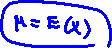 μ = E(x)